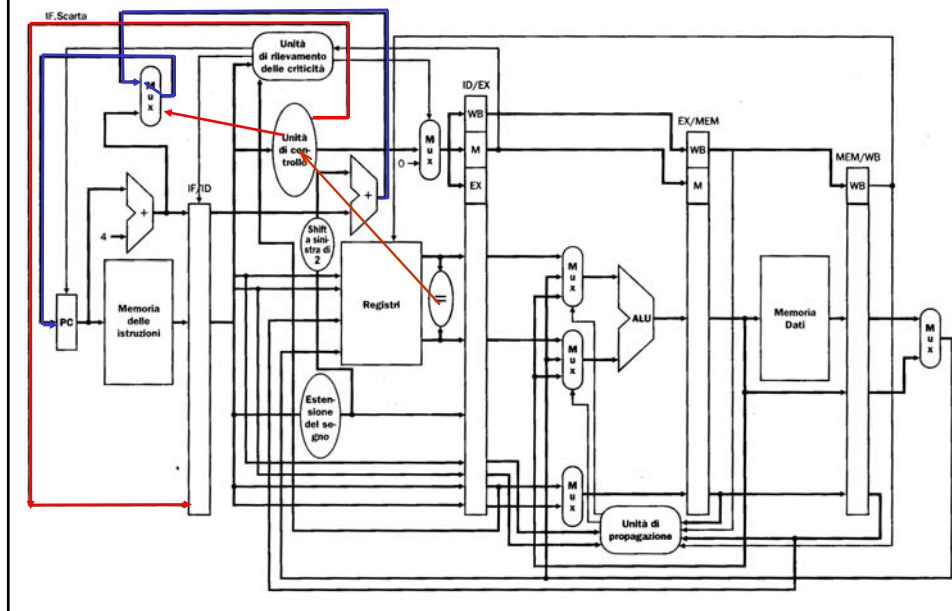 IF.Scarta
Unità
di rilevamento
delle criticità
M
u
x
ID/EX
WB
M
EX
Unità
di con-
trollo
M
u
x
0
EX/MEM
WB
M
MEM/WB
WB
IF/ID
+
4
+
Shift
a sini-
stra di
2
PC
Memoria
delle
istruzioni
Registri
=
M
u
x
M
u
x
ALU
Memoria
Dati
M
u
x
Esten-
sione
del se-
gno
M
u
x
Unità di
propagazione